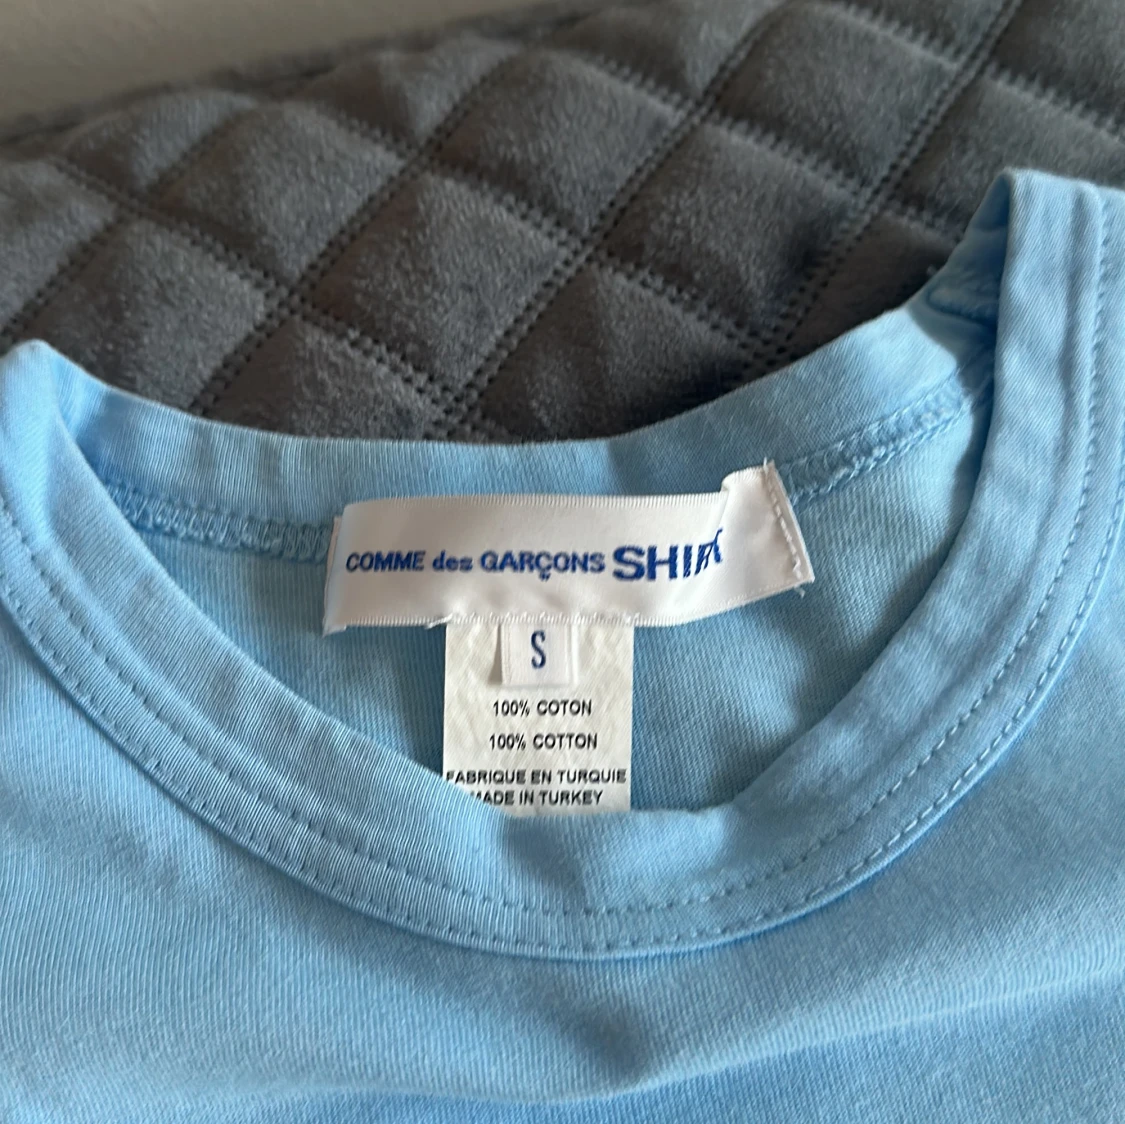 COMME des GARÇONS SHIRT
S
100% COTON
100% COTTON
FABRIQUE EN TURQUIE
MADE IN TURKEY